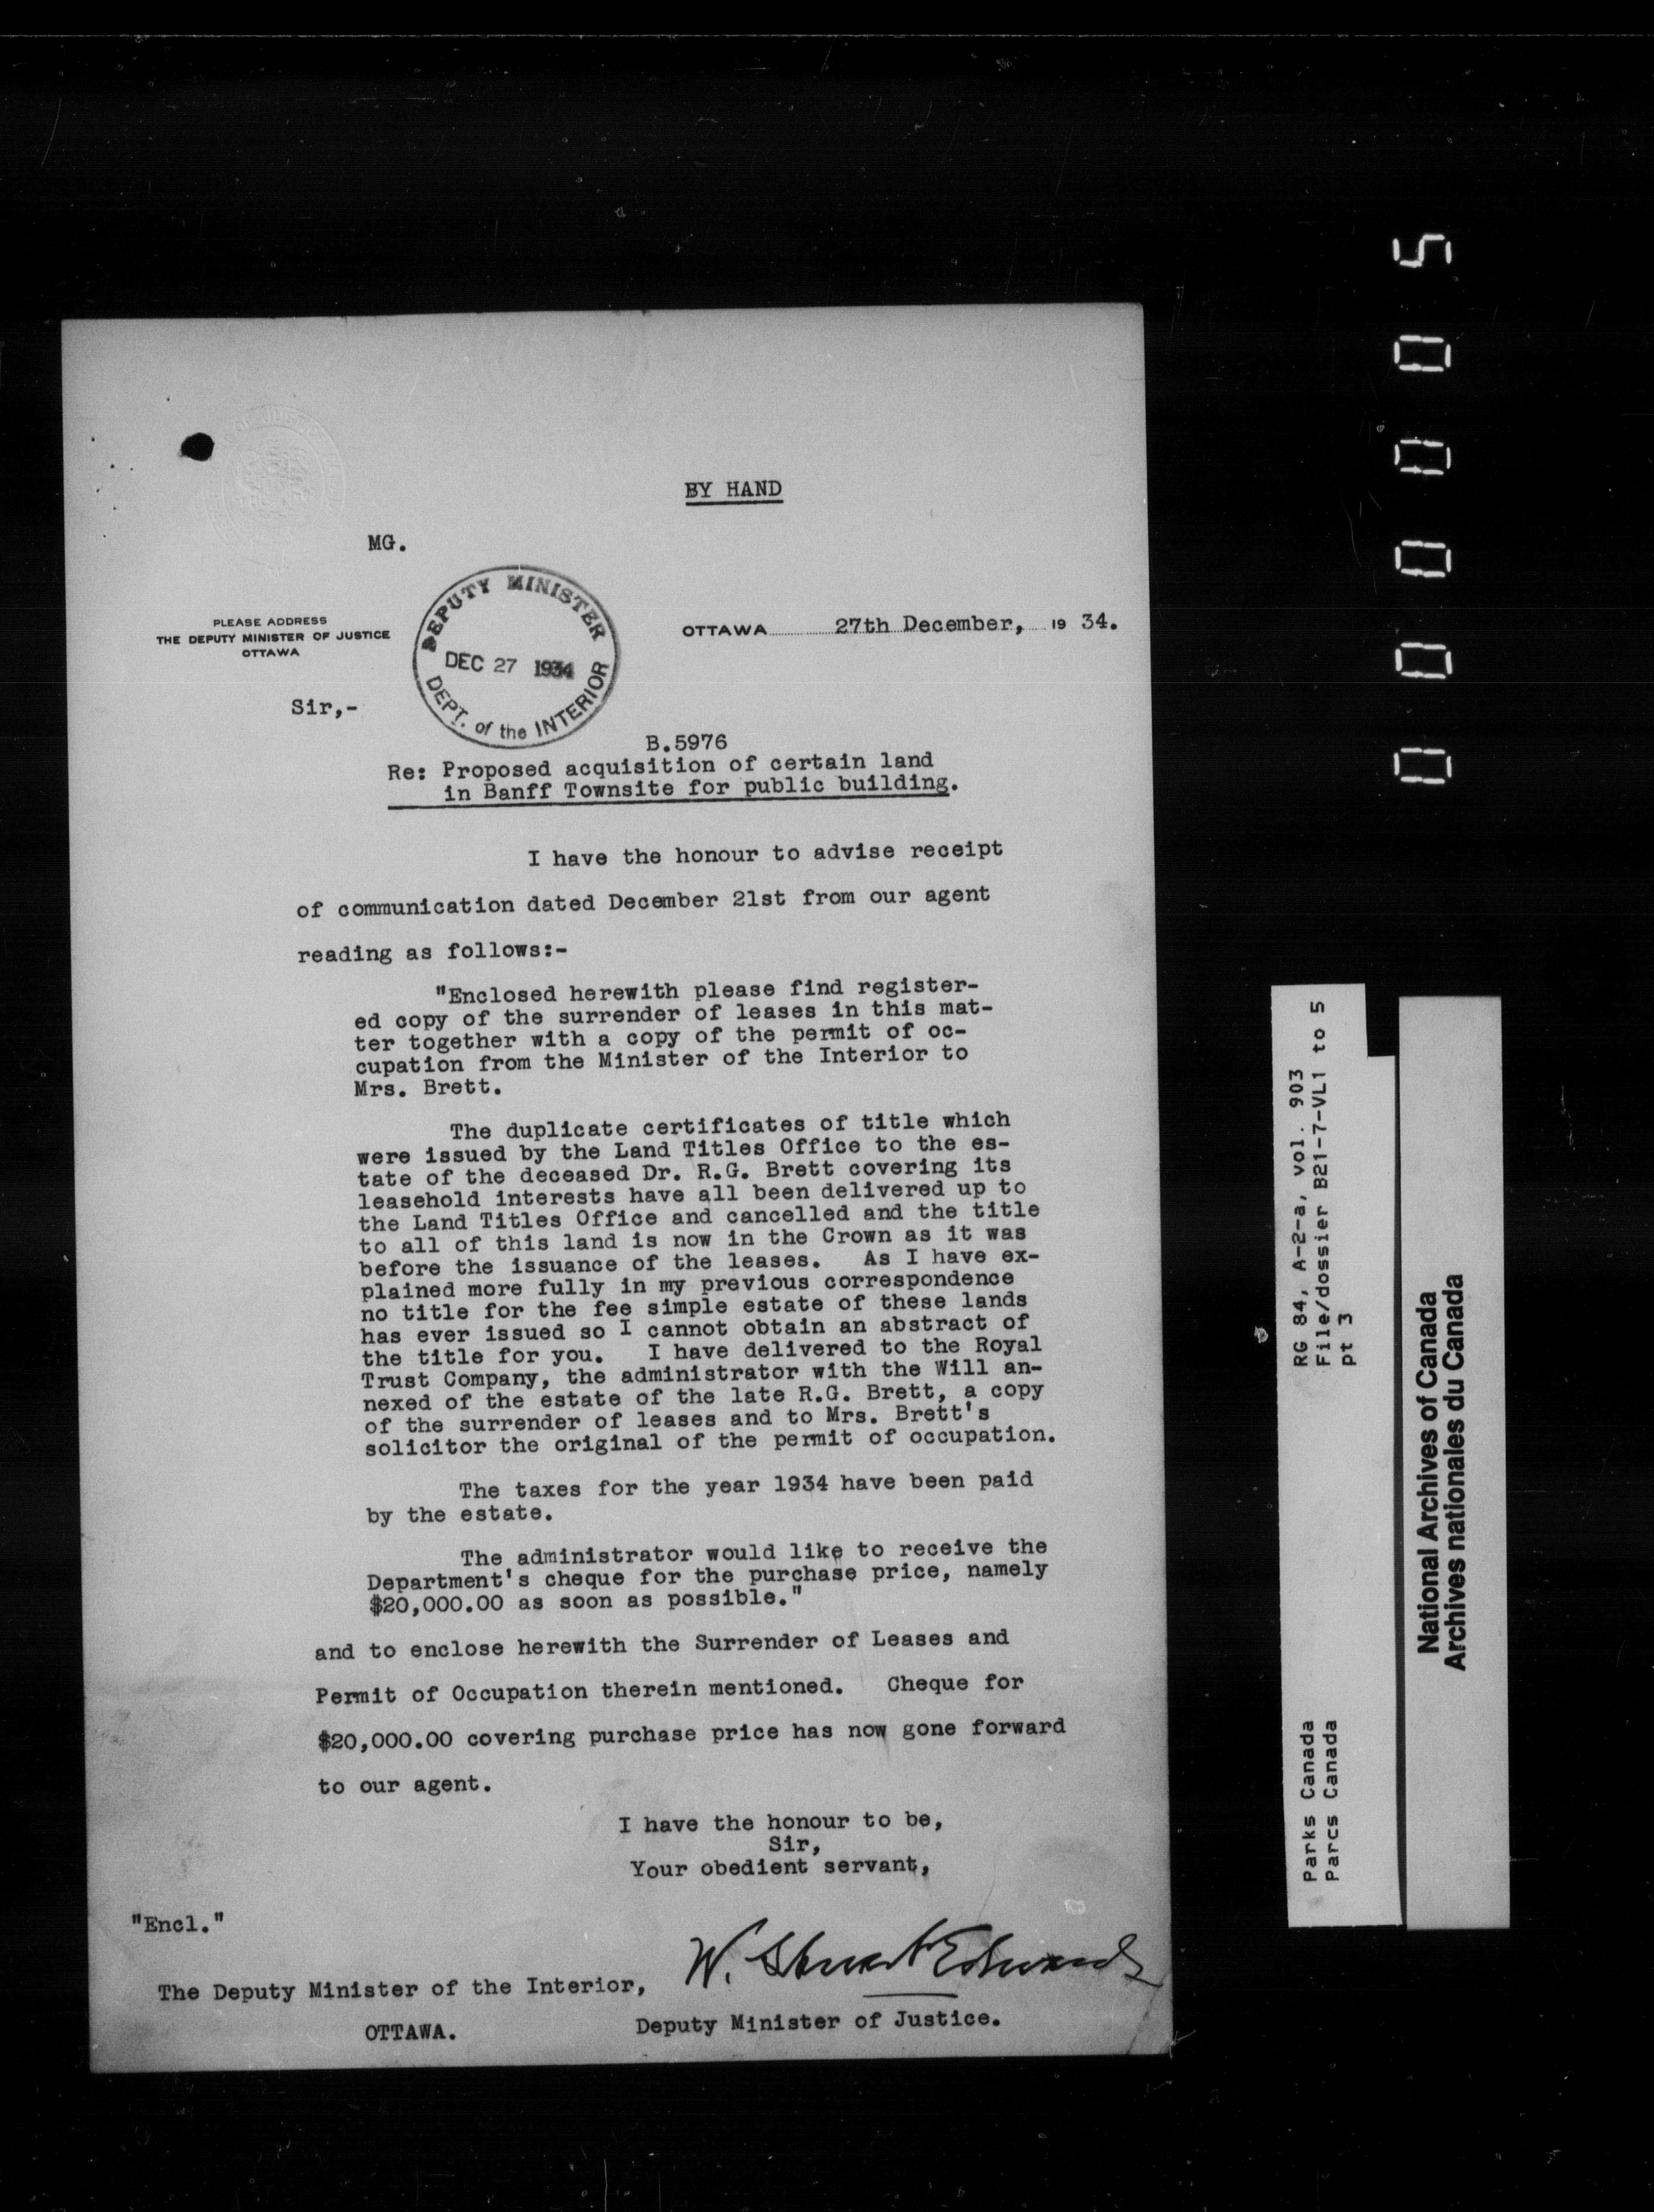 BY HAND
MG.
PLEASE ADDRESS
THE DEPUTY MINISTER OF JUSTICE
OTTAWA
DEPUTY MINISTER
DEC 27 1934
DEPT. of the INTERIOR
OTTAWA 27th December, 19 34.
Sir,-
B.5976
Re: Proposed acquisition of certain land
in Banff Townsite for public building.
I have the honour to advise receipt
of communication dated December 21st from our agent
reading as follows:-
"Enclosed herewith please find register-
ed copy of the surrender of leases in this mat-
ter together with a copy of the permit of oc-
cupation from the Minister of the Interior to
Mrs. Brett.
The duplicate certificates of title which
were issued by the Land Titles Office to the es-
tate of the deceased Dr. R.G. Brett covering its
leasehold interests have all been delivered up to
the Land Titles Office and cancelled and the title
to all of this land is now in the Crown as it was
before the issuance of the leases. As I have ex-
plained more fully in my previous correspondence
no title for the fee simple estate of these lands
has ever issued so I cannot obtain an abstract of
the title for you. I have delivered to the Royal
Trust Company, the administrator with the Will an-
nexed of the estate of the late R.G. Brett, a copy
of the surrender of leases and to Mrs. Brett's
solicitor the original of the permit of occupation.
The taxes for the year 1934 have been paid
by the estate.
The administrator would like to receive the
Department's cheque for the purchase price, namely
$20,000.00 as soon as possible."
and to enclose herewith the Surrender of Leases and
Permit of Occupation therein mentioned. Cheque for
$20,000.00 covering purchase price has now gone forward
to our agent.
I have the honour to be,
Sir,
Your obedient servant,
"Encl."
W. Stuart Edwards
The Deputy Minister of the Interior,
OTTAWA.
Deputy Minister of Justice.
000005
RG 84, A-2-a, vol. 903
File/dossier B21-7-VL1 to 5
pt 3
Parks Canada
Parcs Canada
National Archives of Canada
Archives nationales du Canada